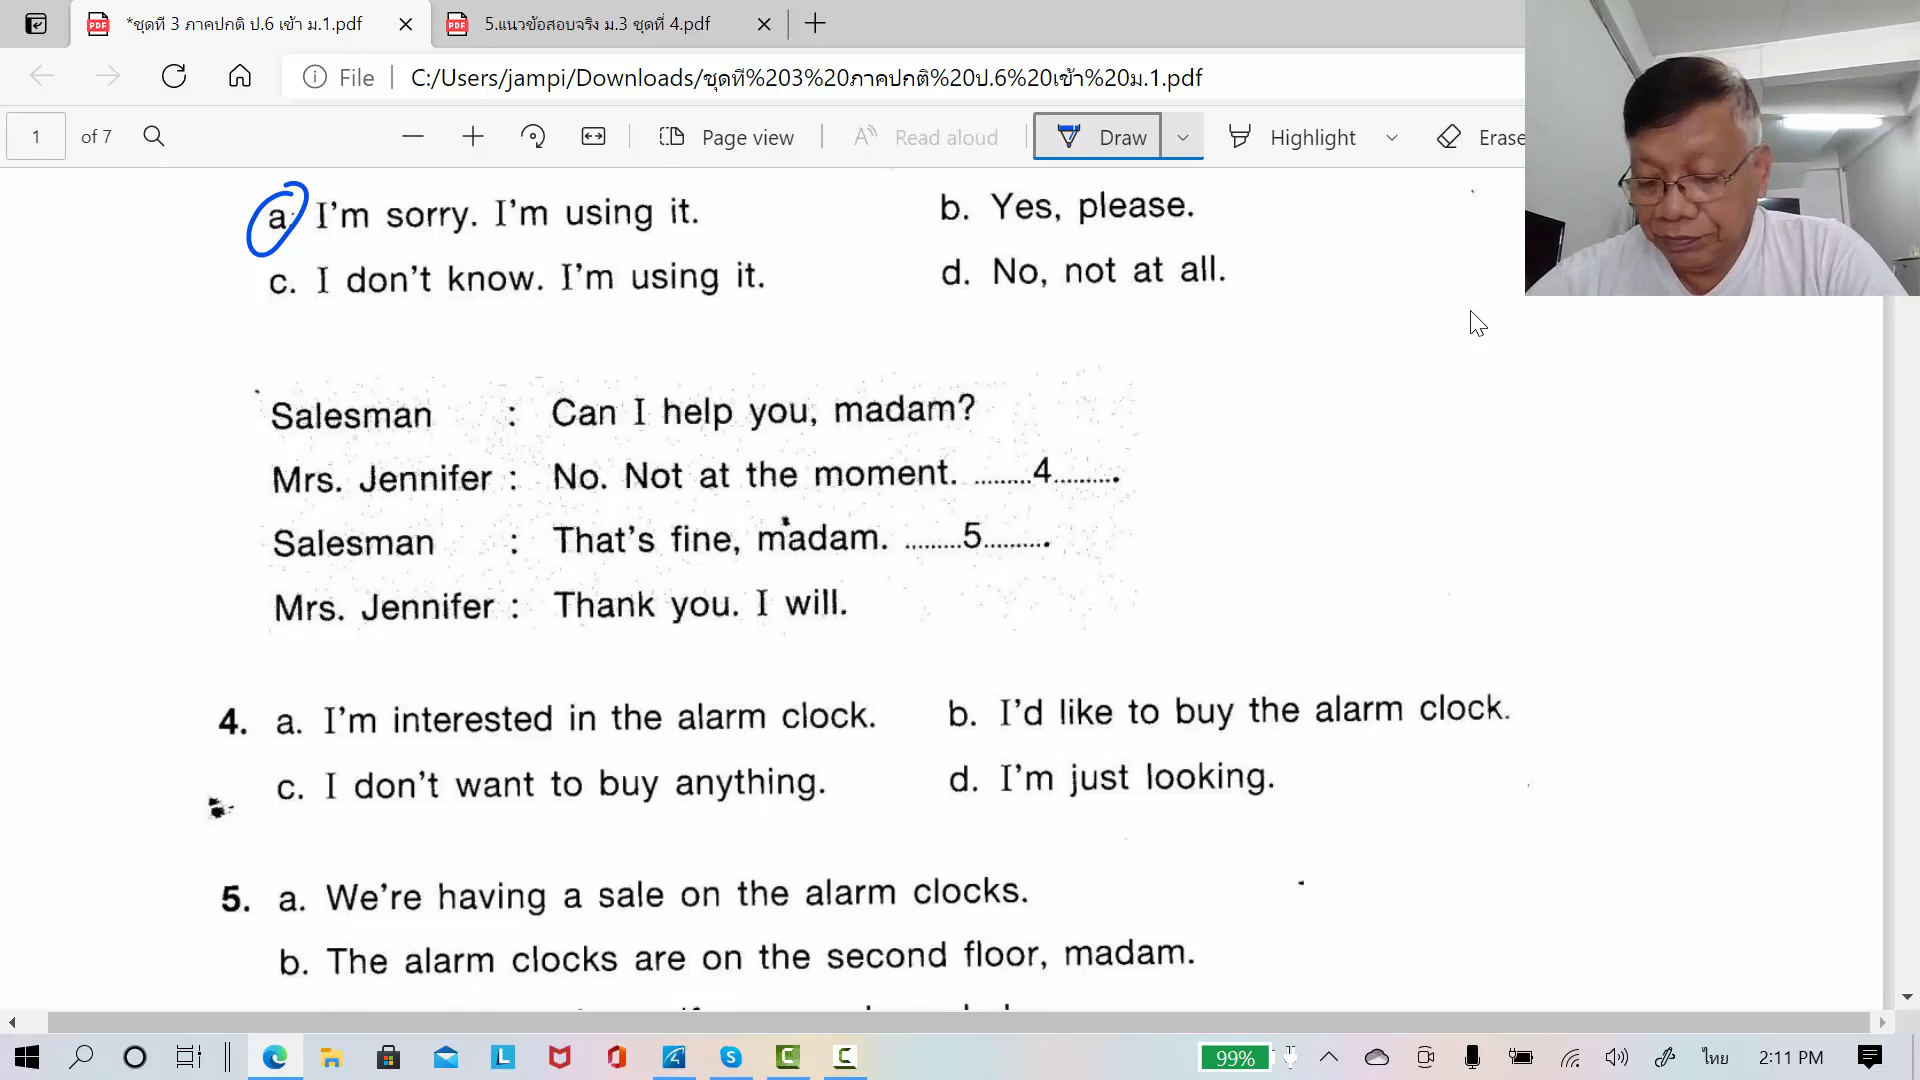 *ชุดที่ 3 ภาคปกติ ป.6 เข้า ม.1.pdf
5.แนวข้อสอบจริง ม.3 ชุดที่ 4.pdf
File C:/Users/jampi/Downloads/ชุดที่%203%20ภาคปกติ%20ป.6%20เข้า%20ม.1.pdf
1 of 7 Page view Read aloud Draw Highlight Erase
a. I'm sorry. I'm using it. b. Yes, please.
c. I don't know. I'm using it. d. No, not at all.
Salesman : Can I help you, madam?
Mrs. Jennifer : No. Not at the moment. .........4..........
Salesman : That's fine, madam. .........5..........
Mrs. Jennifer : Thank you. I will.
4. a. I'm interested in the alarm clock. b. I'd like to buy the alarm clock.
c. I don't want to buy anything. d. I'm just looking.
5. a. We're having a sale on the alarm clocks.
b. The alarm clocks are on the second floor, madam.
99% ไทย 2:11 PM